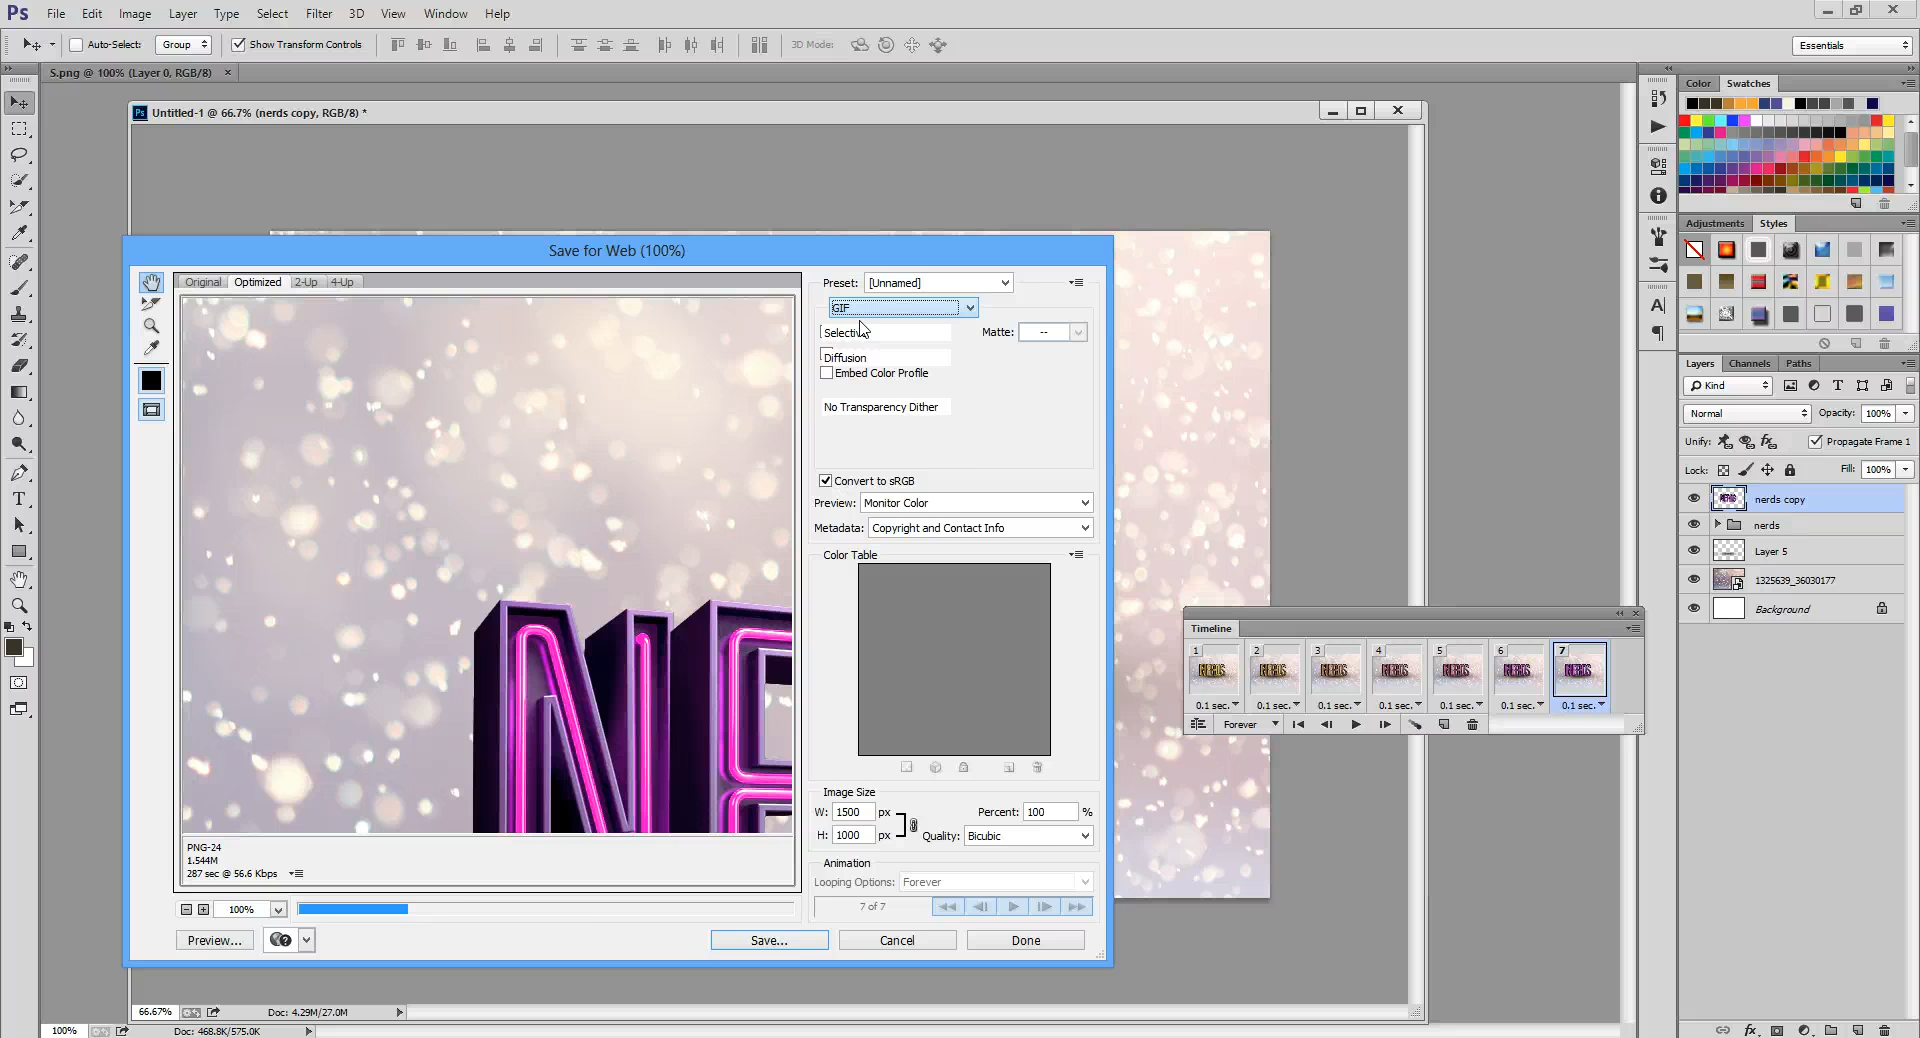 Ps File Edit Image Layer Type Select Filter 3D View Window Help
Auto-Select: Group Show Transform Controls 3D Mode: Essentials
S.png @ 100% (Layer 0, RGB/8) ×
Ps Untitled-1 @ 66.7% (nerds copy, RGB/8) *
Save for Web (100%)
Original Optimized 2-Up 4-Up
Preset: [Unnamed]
GIF
Selective Matte: --
Diffusion
Embed Color Profile
No Transparency Dither
Convert to sRGB
Preview: Monitor Color
Metadata: Copyright and Contact Info
Color Table
Image Size
W: 1500 px Percent: 100 %
H: 1000 px Quality: Bicubic
Animation
Looping Options: Forever
7 of 7
PNG-24
1.544M
287 sec @ 56.6 Kbps
100%
Preview... Save... Cancel Done
66.67% Doc: 4.29M/27.0M
100% Doc: 468.8K/575.0K
Timeline
1 2 3 4 5 6 7
NERDS NERDS NERDS NERDS NERDS NERDS NERDS
0.1 sec. 0.1 sec. 0.1 sec. 0.1 sec. 0.1 sec. 0.1 sec. 0.1 sec.
Forever
Color Swatches
Adjustments Styles
Layers Channels Paths
Kind
Normal Opacity: 100%
Unify: Propagate Frame 1
Lock: Fill: 100%
nerds copy
nerds
Layer 5
1325639_36030177
Background